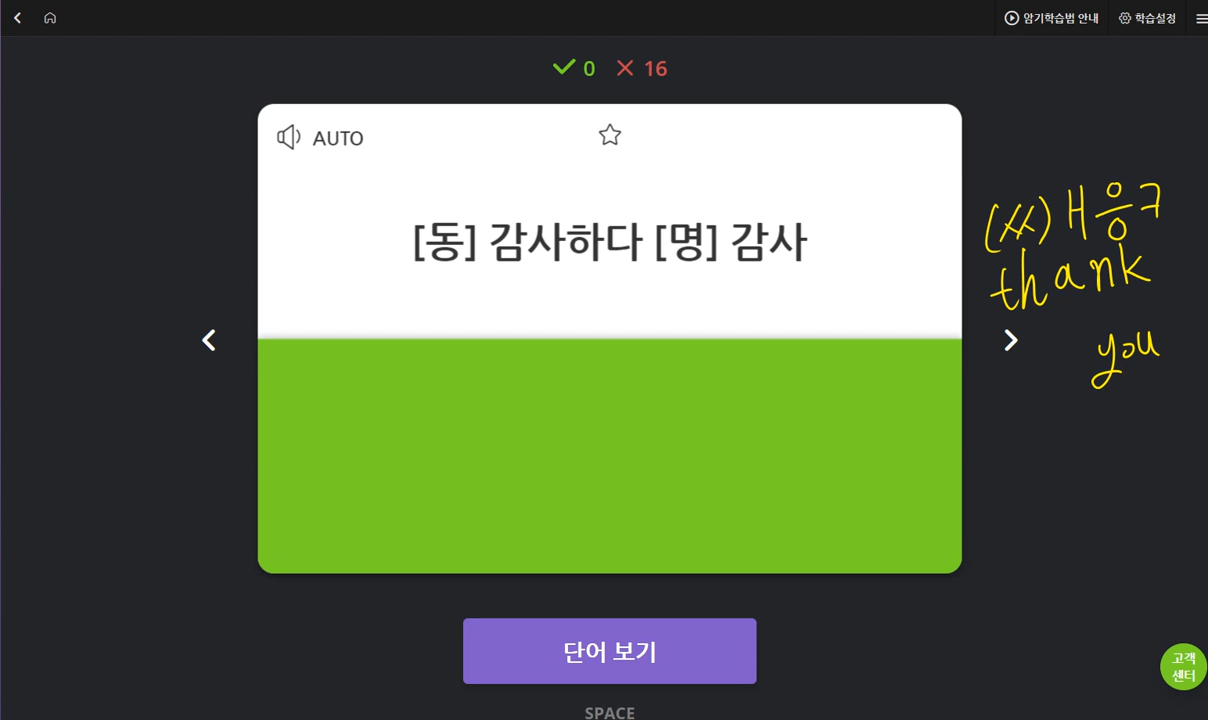 암기학습법 안내
학습설정
0 16
AUTO
[동] 감사하다 [명] 감사
(ㅆ)ㅐ응ㅋ
thank
you
단어 보기
SPACE
고객
센터